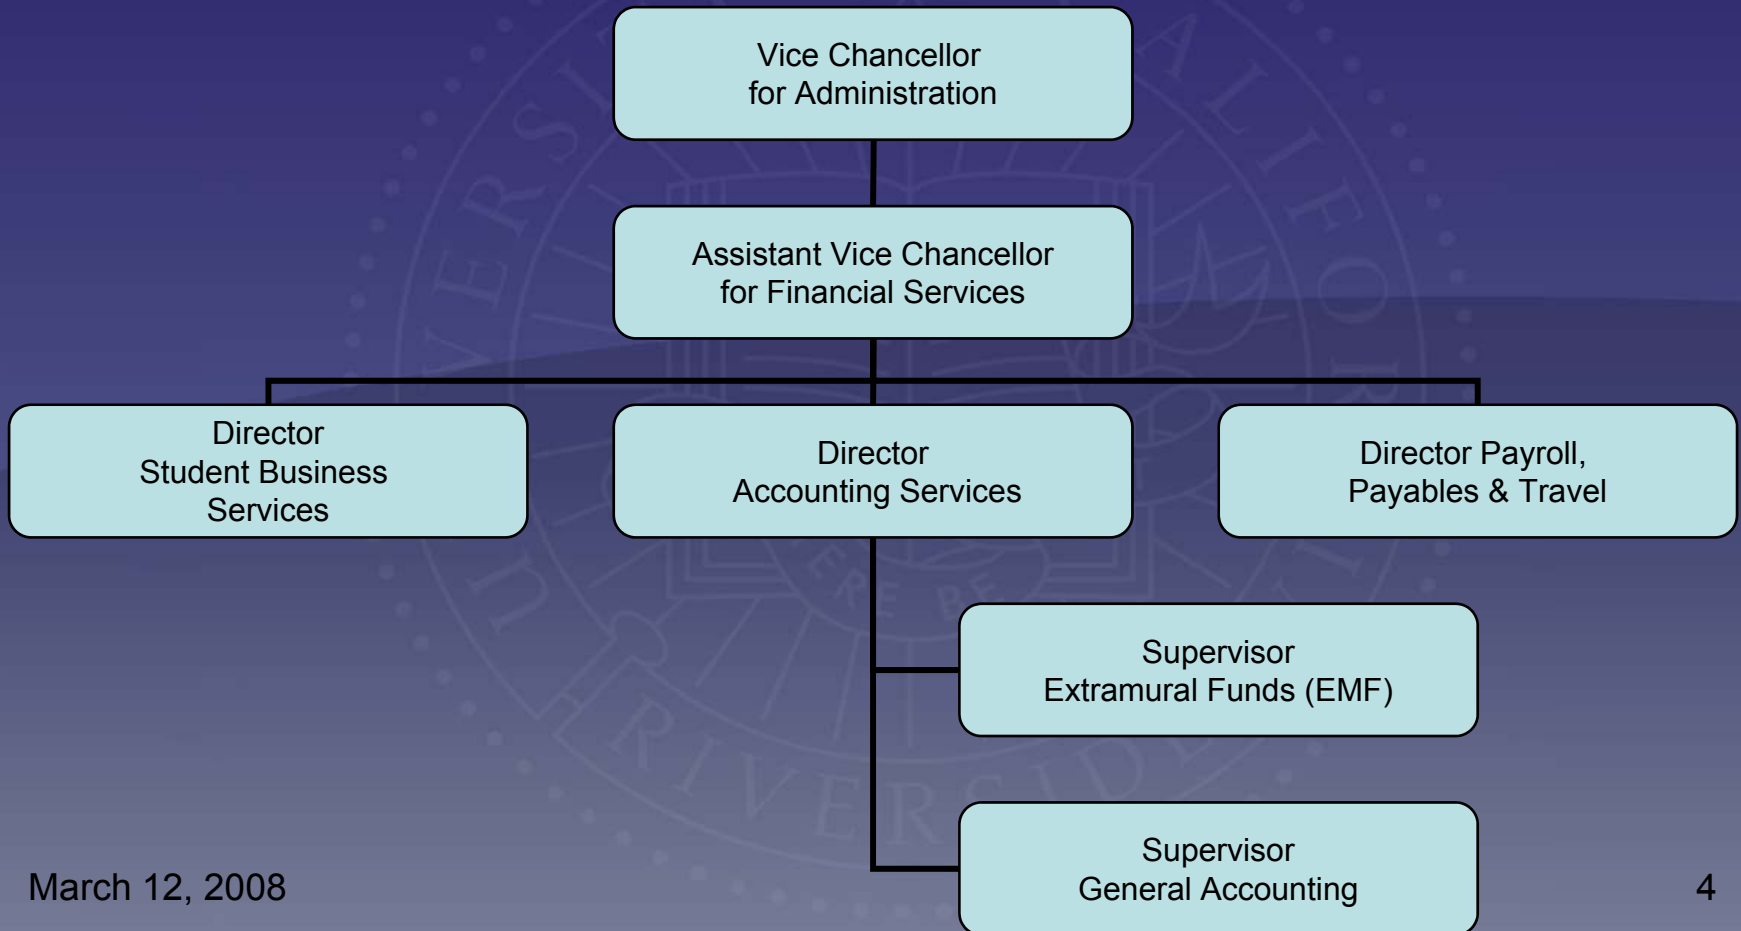 Vice Chancellor
for Administration
Assistant Vice Chancellor
for Financial Services
Director
Student Business
Services
Director
Accounting Services
Director Payroll,
Payables & Travel
Supervisor
Extramural Funds (EMF)
Supervisor
General Accounting
March 12, 2008
4